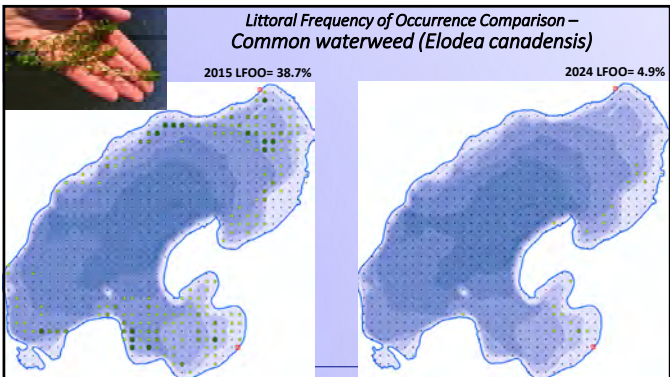 Littoral Frequency of Occurrence Comparison –
Common waterweed (Elodea canadensis)
2015 LFOO= 38.7%
2024 LFOO= 4.9%